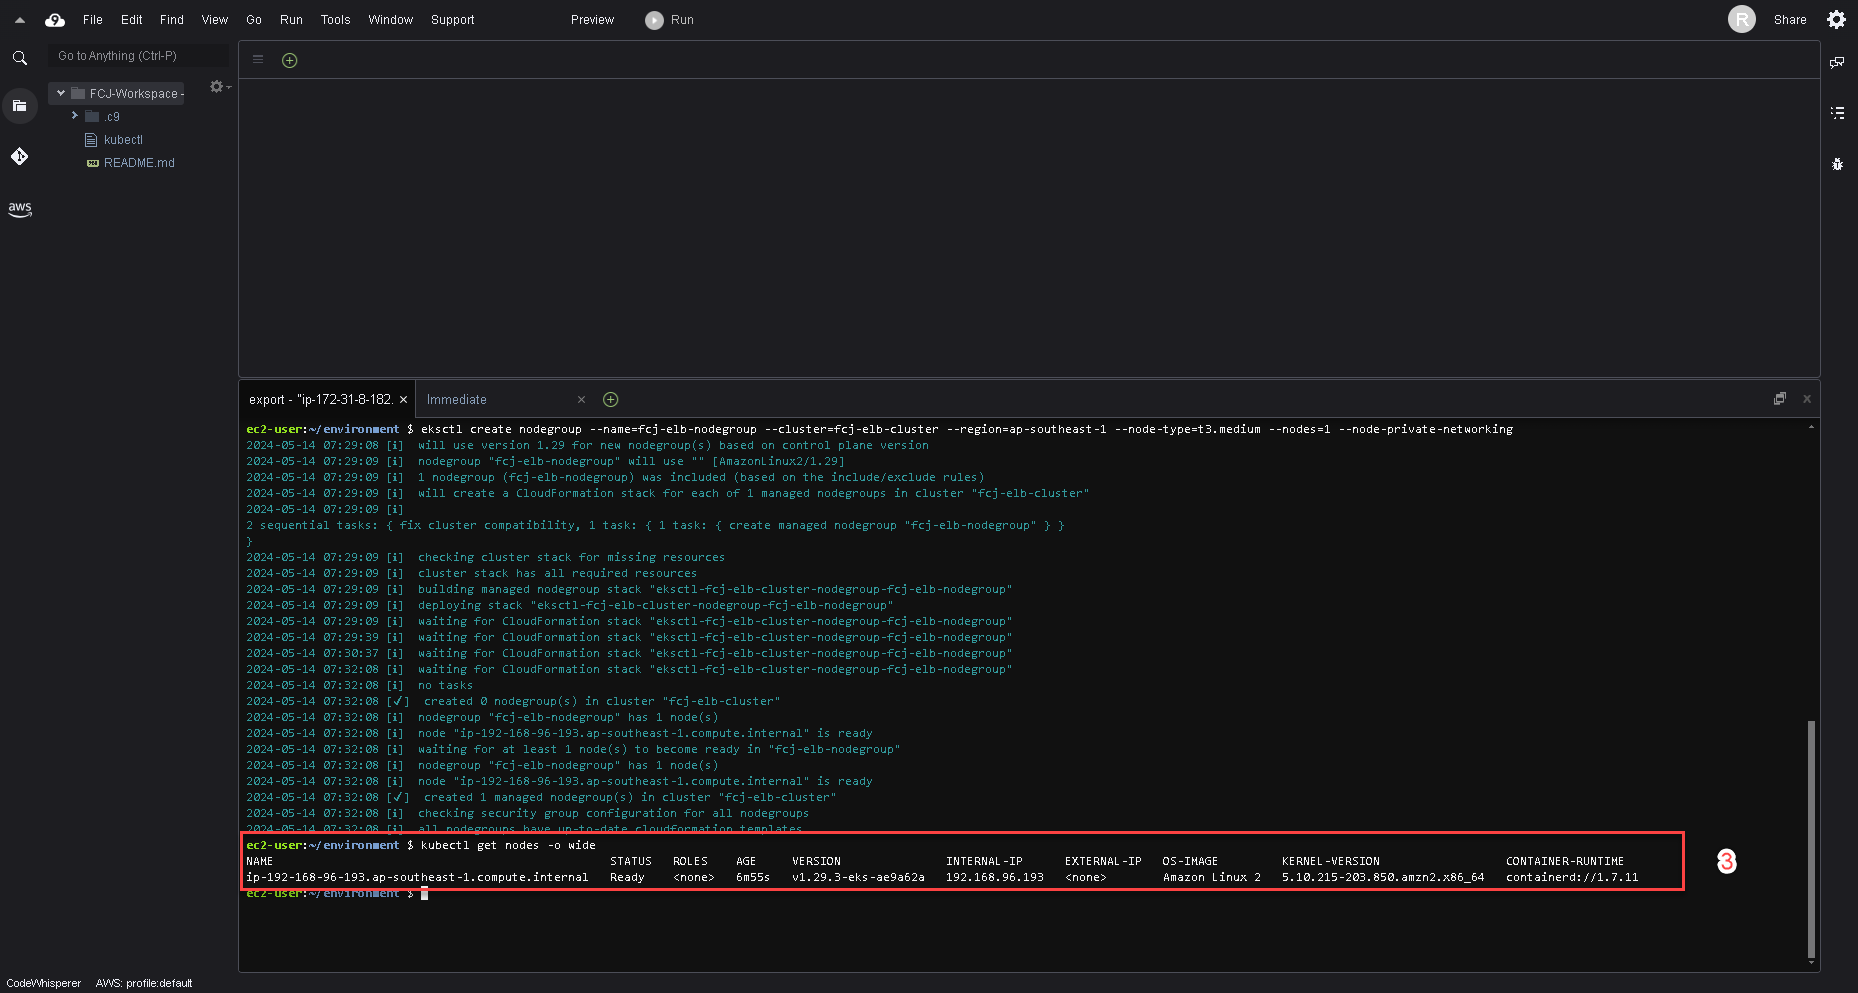 9 File Edit Find View Go Run Tools Window Support Preview Run R Share
Go to Anything (Ctrl-P)
FCJ-Workspace -
.c9
kubectl
README.md
aws
export - "ip-172-31-8-182. × Immediate ×
ec2-user:~/environment $ eksctl create nodegroup --name=fcj-elb-nodegroup --cluster=fcj-elb-cluster --region=ap-southeast-1 --node-type=t3.medium --nodes=1 --node-private-networking
2024-05-14 07:29:08 [i] will use version 1.29 for new nodegroup(s) based on control plane version
2024-05-14 07:29:09 [i] nodegroup "fcj-elb-nodegroup" will use "" [AmazonLinux2/1.29]
2024-05-14 07:29:09 [i] 1 nodegroup (fcj-elb-nodegroup) was included (based on the include/exclude rules)
2024-05-14 07:29:09 [i] will create a CloudFormation stack for each of 1 managed nodegroups in cluster "fcj-elb-cluster"
2024-05-14 07:29:09 [i]
2 sequential tasks: { fix cluster compatibility, 1 task: { 1 task: { create managed nodegroup "fcj-elb-nodegroup" } }
}
2024-05-14 07:29:09 [i] checking cluster stack for missing resources
2024-05-14 07:29:09 [i] cluster stack has all required resources
2024-05-14 07:29:09 [i] building managed nodegroup stack "eksctl-fcj-elb-cluster-nodegroup-fcj-elb-nodegroup"
2024-05-14 07:29:09 [i] deploying stack "eksctl-fcj-elb-cluster-nodegroup-fcj-elb-nodegroup"
2024-05-14 07:29:09 [i] waiting for CloudFormation stack "eksctl-fcj-elb-cluster-nodegroup-fcj-elb-nodegroup"
2024-05-14 07:29:39 [i] waiting for CloudFormation stack "eksctl-fcj-elb-cluster-nodegroup-fcj-elb-nodegroup"
2024-05-14 07:30:37 [i] waiting for CloudFormation stack "eksctl-fcj-elb-cluster-nodegroup-fcj-elb-nodegroup"
2024-05-14 07:32:08 [i] waiting for CloudFormation stack "eksctl-fcj-elb-cluster-nodegroup-fcj-elb-nodegroup"
2024-05-14 07:32:08 [i] no tasks
2024-05-14 07:32:08 [✓] created 0 nodegroup(s) in cluster "fcj-elb-cluster"
2024-05-14 07:32:08 [i] nodegroup "fcj-elb-nodegroup" has 1 node(s)
2024-05-14 07:32:08 [i] node "ip-192-168-96-193.ap-southeast-1.compute.internal" is ready
2024-05-14 07:32:08 [i] waiting for at least 1 node(s) to become ready in "fcj-elb-nodegroup"
2024-05-14 07:32:08 [i] nodegroup "fcj-elb-nodegroup" has 1 node(s)
2024-05-14 07:32:08 [i] node "ip-192-168-96-193.ap-southeast-1.compute.internal" is ready
2024-05-14 07:32:08 [✓] created 1 managed nodegroup(s) in cluster "fcj-elb-cluster"
2024-05-14 07:32:08 [i] checking security group configuration for all nodegroups
2024-05-14 07:32:08 [i] all nodegroups have up-to-date cloudformation templates
ec2-user:~/environment $ kubectl get nodes -o wide
NAME STATUS ROLES AGE VERSION INTERNAL-IP EXTERNAL-IP OS-IMAGE KERNEL-VERSION CONTAINER-RUNTIME
ip-192-168-96-193.ap-southeast-1.compute.internal Ready <none> 6m55s v1.29.3-eks-ae9a62a 192.168.96.193 <none> Amazon Linux 2 5.10.215-203.850.amzn2.x86_64 containerd://1.7.11
3
ec2-user:~/environment $
CodeWhisperer AWS: profile:default